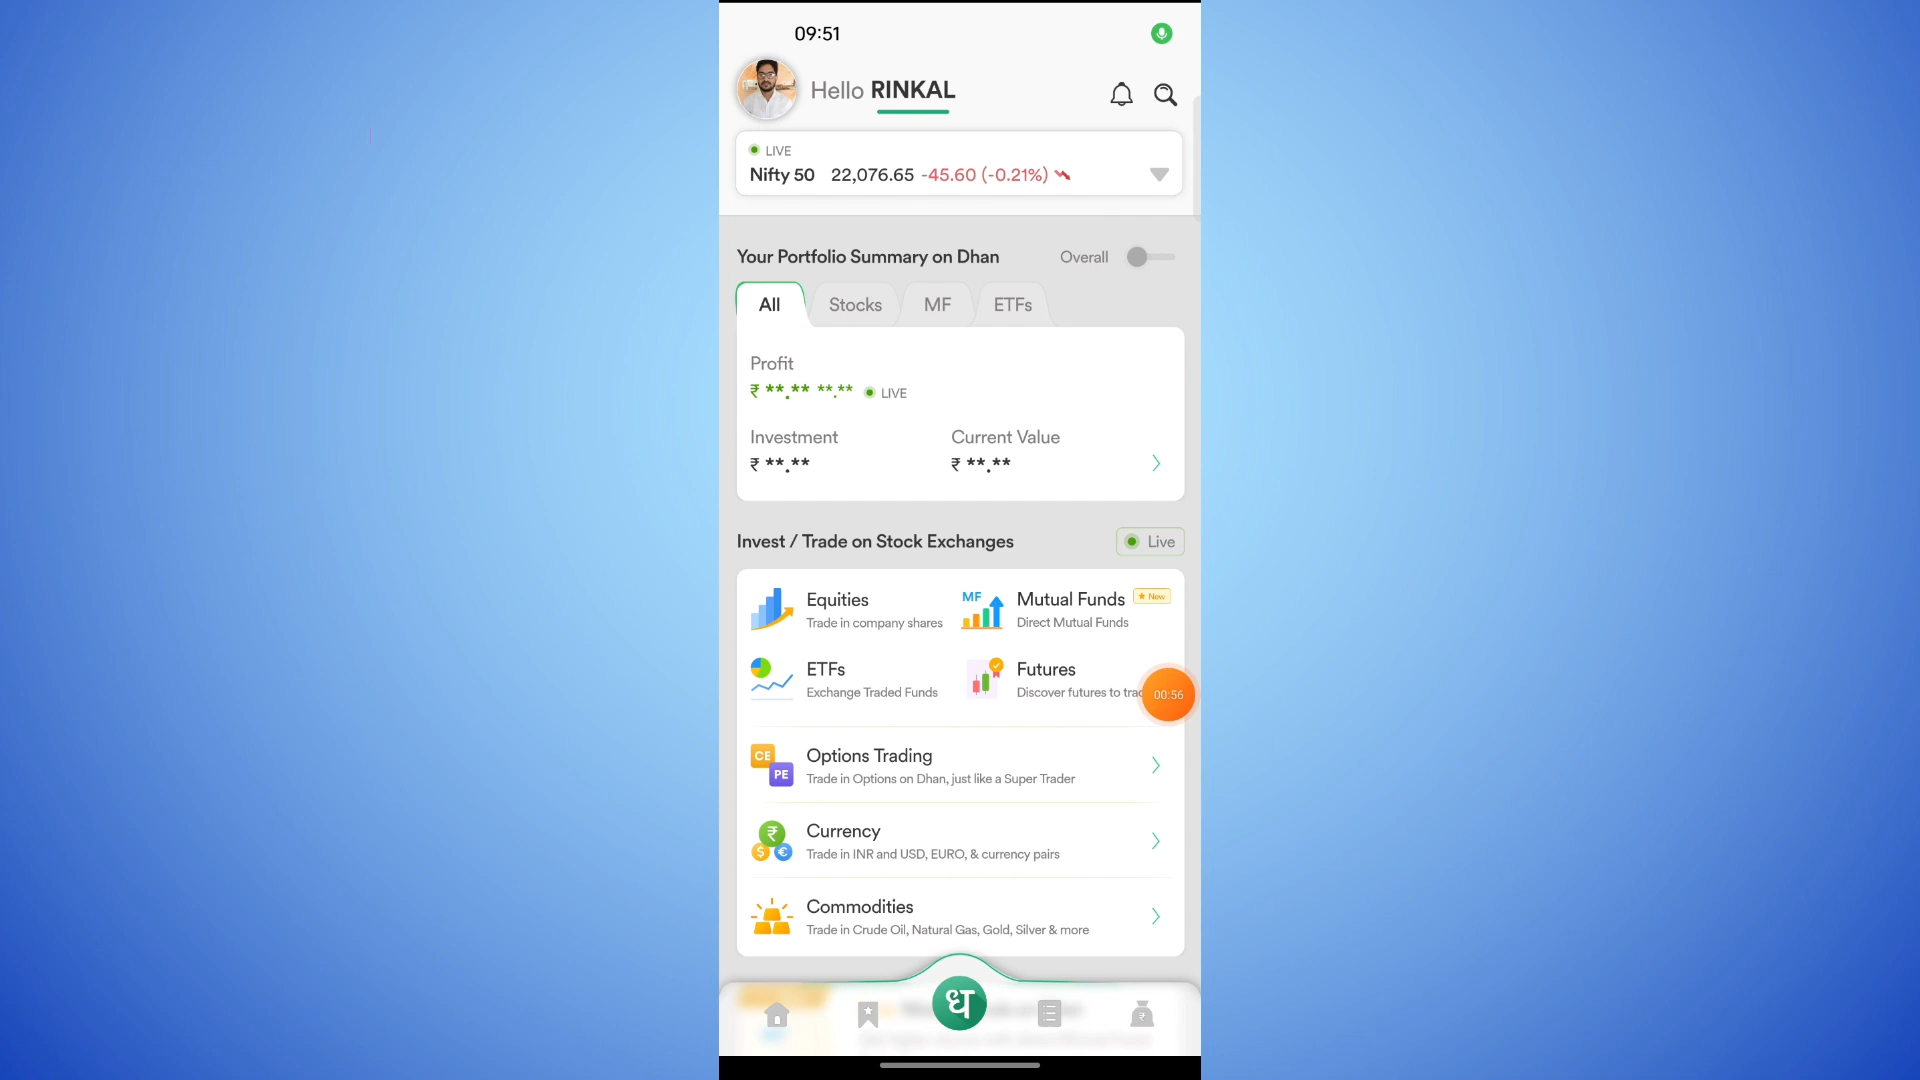 09:51
Hello RINKAL
LIVE
Nifty 50 22,076.65 -45.60 (-0.21%)
Your Portfolio Summary on Dhan Overall
All Stocks MF ETFs
Profit
₹ **.** **.** LIVE
Investment Current Value
₹ **.** ₹ **.**
Invest / Trade on Stock Exchanges Live
Equities
Trade in company shares
MF
Mutual Funds New
Direct Mutual Funds
ETFs
Exchange Traded Funds
Futures
Discover futures to
00:56
CE
PE
Options Trading
Trade in Options on Dhan, just like a Super Trader
₹
$ €
Currency
Trade in INR and USD, EURO, & currency pairs
Commodities
Trade in Crude Oil, Natural Gas, Gold, Silver & more
ध
₹